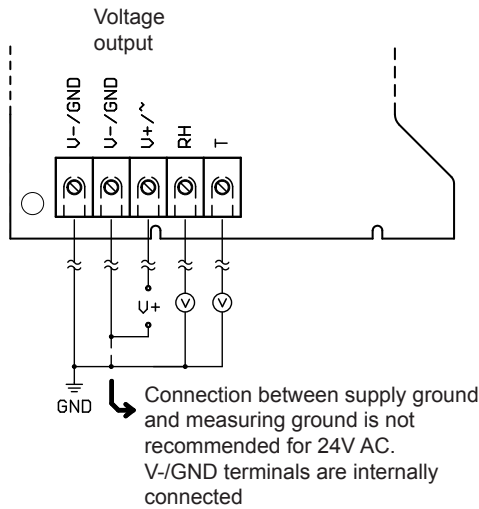 Voltage
output
V-/GND
V-/GND
V+/~
RH
T
V+
V
V
GND
Connection between supply ground
and measuring ground is not
recommended for 24V AC.
V-/GND terminals are internally
connected